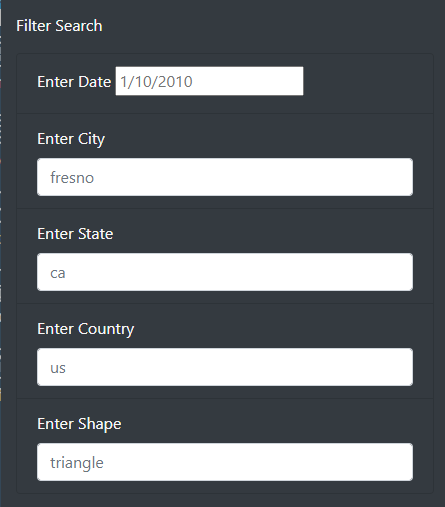 Filter Search
Enter Date 1/10/2010
Enter City
fresno
Enter State
ca
Enter Country
us
Enter Shape
triangle